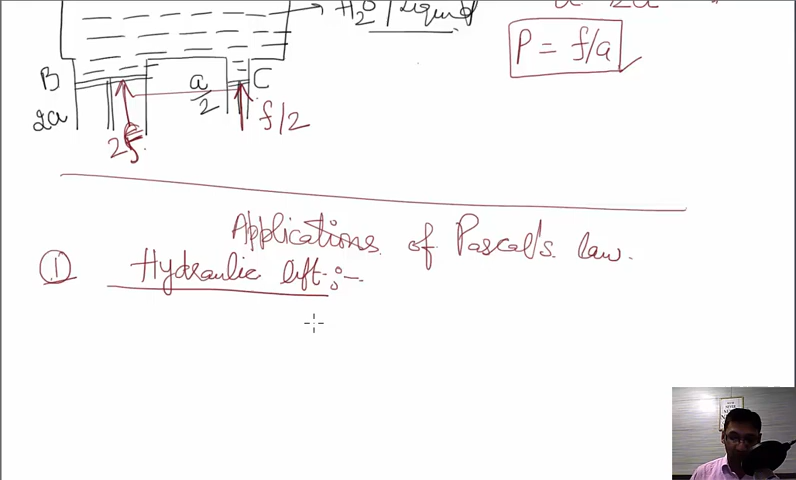 H₂O / Liquid
P = f/a
B
a/2
C
2a
f/2
2f
Applications of Pascal's law.
① Hydraulic lift :-